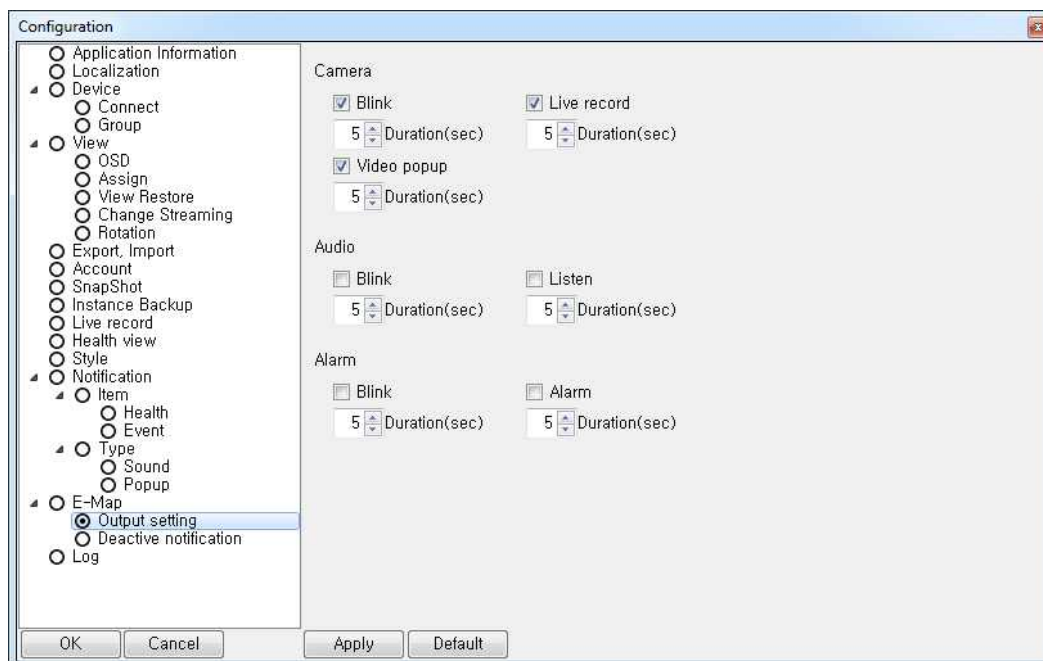 Configuration
Application Information
Localization
Device
Connect
Group
View
OSD
Assign
View Restore
Change Streaming
Rotation
Export, Import
Account
SnapShot
Instance Backup
Live record
Health view
Style
Notification
Item
Health
Event
Type
Sound
Popup
E-Map
Output setting
Deactive notification
Log
OK
Cancel
Camera
Blink
Live record
5 Duration(sec)
5 Duration(sec)
Video popup
5 Duration(sec)
Audio
Blink
Listen
5 Duration(sec)
5 Duration(sec)
Alarm
Blink
Alarm
5 Duration(sec)
5 Duration(sec)
Apply
Default